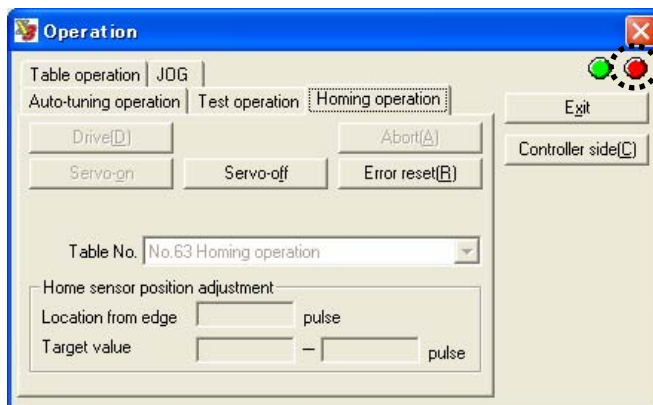 Operation
Table operation JOG
Auto-tuning operation Test operation Homing operation
Exit
Drive(D) Abort(A)
Controller side(C)
Servo-on Servo-off Error reset(R)
Table No. No.63 Homing operation
Home sensor position adjustment
Location from edge pulse
Target value — pulse